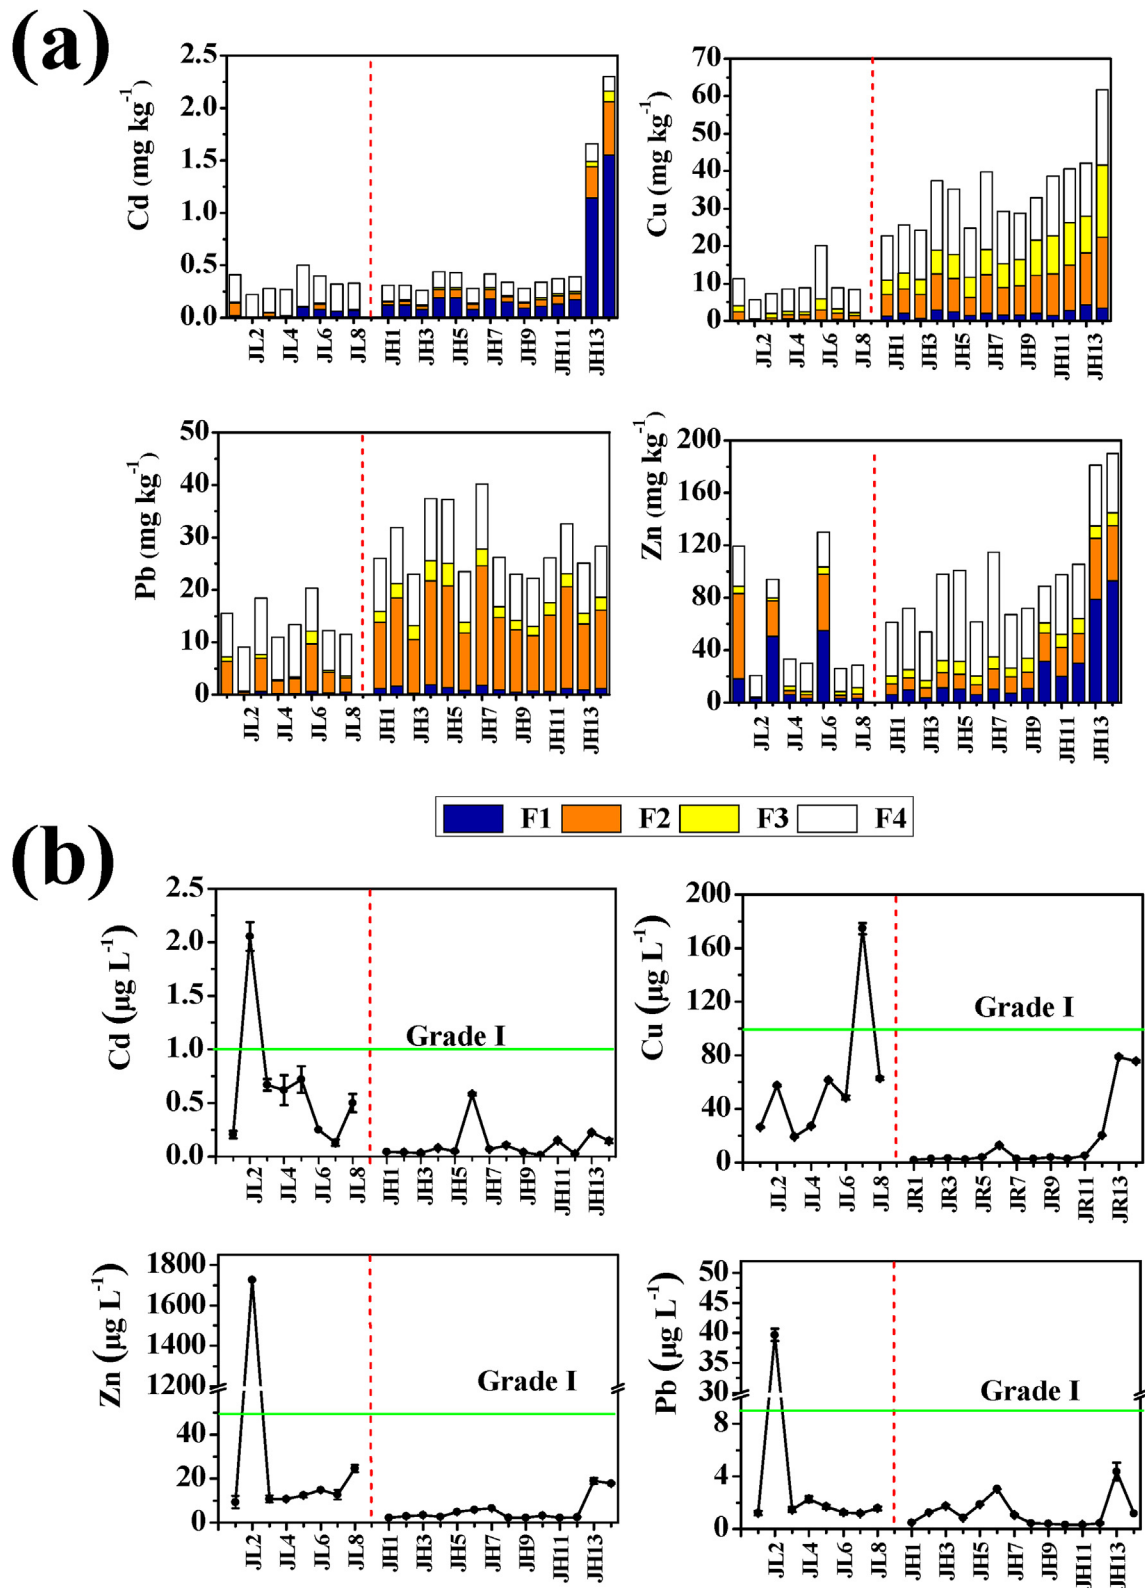 (a)
Cd (mg kg⁻¹)
2.5
2.0
1.5
1.0
0.5
0.0
JL2 JL4 JL6 JL8 JH1 JH3 JH5 JH7 JH9 JH11 JH13
Cu (mg kg⁻¹)
70
60
50
40
30
20
10
0
JL2 JL4 JL6 JL8 JH1 JH3 JH5 JH7 JH9 JH11 JH13
Pb (mg kg⁻¹)
50
40
30
20
10
0
JL2 JL4 JL6 JL8 JH1 JH3 JH5 JH7 JH9 JH11 JH13
Zn (mg kg⁻¹)
200
160
120
80
40
0
JL2 JL4 JL6 JL8 JH1 JH3 JH5 JH7 JH9 JH11 JH13
F1 F2 F3 F4
(b)
Cd (µg L⁻¹)
2.5
2.0
1.5
1.0
0.5
0.0
Grade I
JL2 JL4 JL6 JL8 JH1 JH3 JH5 JH7 JH9 JH11 JH13
Cu (µg L⁻¹)
200
160
120
80
40
0
Grade I
JL2 JL4 JL6 JL8 JR1 JR3 JR5 JR7 JR9 JR11 JR13
Zn (µg L⁻¹)
1800
1600
1400
1200
40
20
0
Grade I
JL2 JL4 JL6 JL8 JH1 JH3 JH5 JH7 JH9 JH11 JH13
Pb (µg L⁻¹)
50
45
40
35
30
8
4
0
Grade I
JL2 JL4 JL6 JL8 JH1 JH3 JH5 JH7 JH9 JH11 JH13